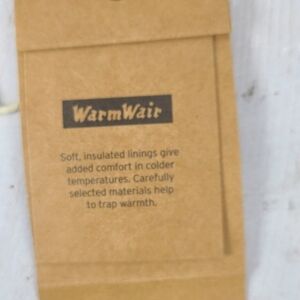 WarmWair
Soft, insulated linings give
added comfort in colder
temperatures. Carefully
selected materials help
to trap warmth.